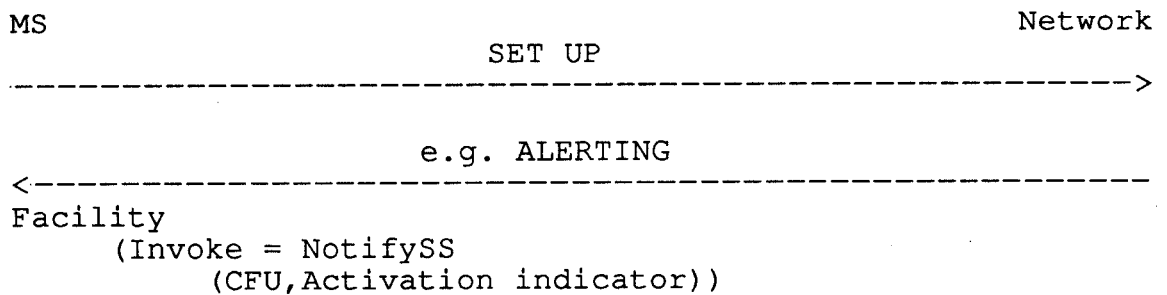 MS Network
SET UP
------------------------------------------------------------>
e.g. ALERTING
<------------------------------------------------------------
Facility
(Invoke = NotifySS
(CFU,Activation indicator))